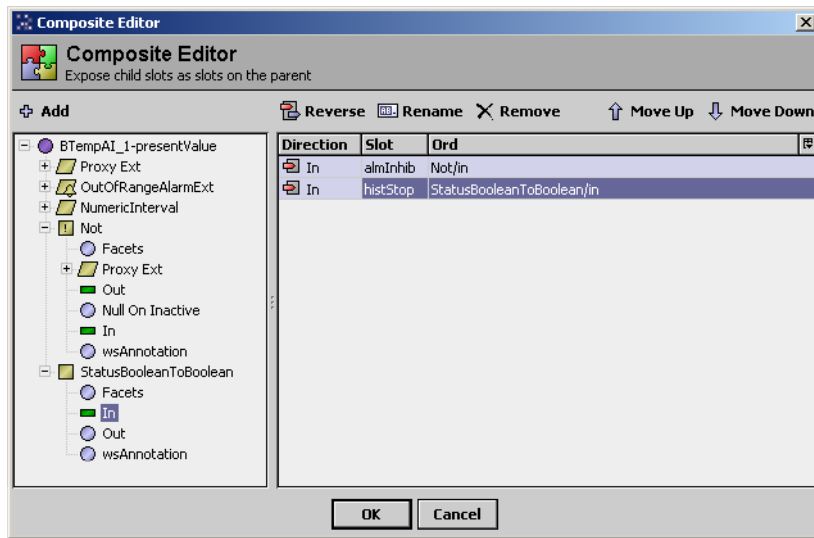 Composite Editor
Composite Editor
Expose child slots as slots on the parent
Add
Reverse Rename Remove Move Up Move Down
BTempAI_1-presentValue
Proxy Ext
OutOfRangeAlarmExt
NumericInterval
Not
Facets
Proxy Ext
Out
Null On Inactive
In
wsAnnotation
StatusBooleanToBoolean
Facets
In
Out
wsAnnotation
Direction Slot Ord
In almInhib Not/in
In histStop StatusBooleanToBoolean/in
OK Cancel